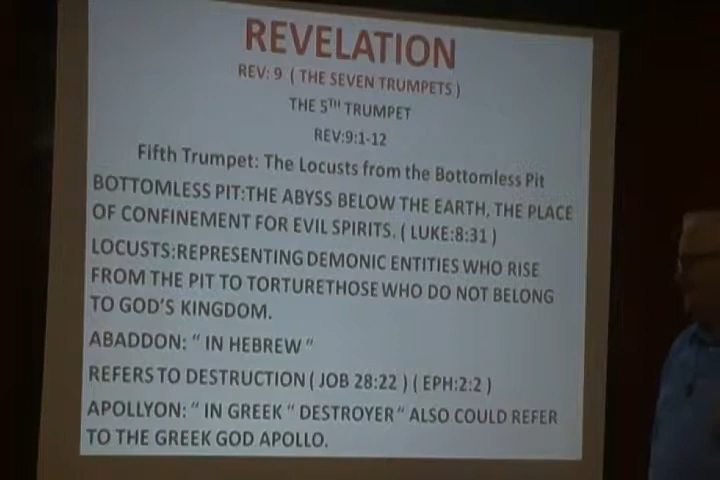 REVELATION
REV: 9 ( THE SEVEN TRUMPETS )
THE 5TH TRUMPET
REV:9:1-12
Fifth Trumpet: The Locusts from the Bottomless Pit
BOTTOMLESS PIT:THE ABYSS BELOW THE EARTH, THE PLACE
OF CONFINEMENT FOR EVIL SPIRITS. ( LUKE:8:31 )
LOCUSTS:REPRESENTING DEMONIC ENTITIES WHO RISE
FROM THE PIT TO TORTURETHOSE WHO DO NOT BELONG
TO GOD'S KINGDOM.
ABADDON: " IN HEBREW "
REFERS TO DESTRUCTION ( JOB 28:22 ) ( EPH:2:2 )
APOLLYON: " IN GREEK " DESTROYER " ALSO COULD REFER
TO THE GREEK GOD APOLLO.